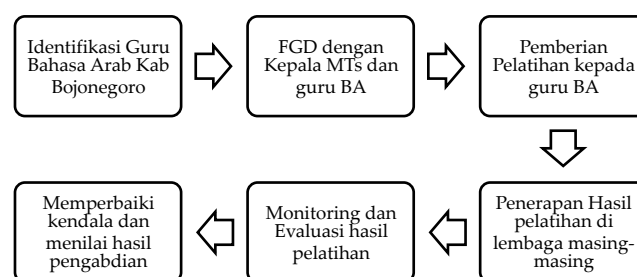 Identifikasi Guru
Bahasa Arab Kab
Bojonegoro
FGD dengan
Kepala MTs dan
guru BA
Pemberian
Pelatihan kepada
guru BA
Penerapan Hasil
pelatihan di
lembaga masing-
masing
Monitoring dan
Evaluasi hasil
pelatihan
Memperbaiki
kendala dan
menilai hasil
pengabdian